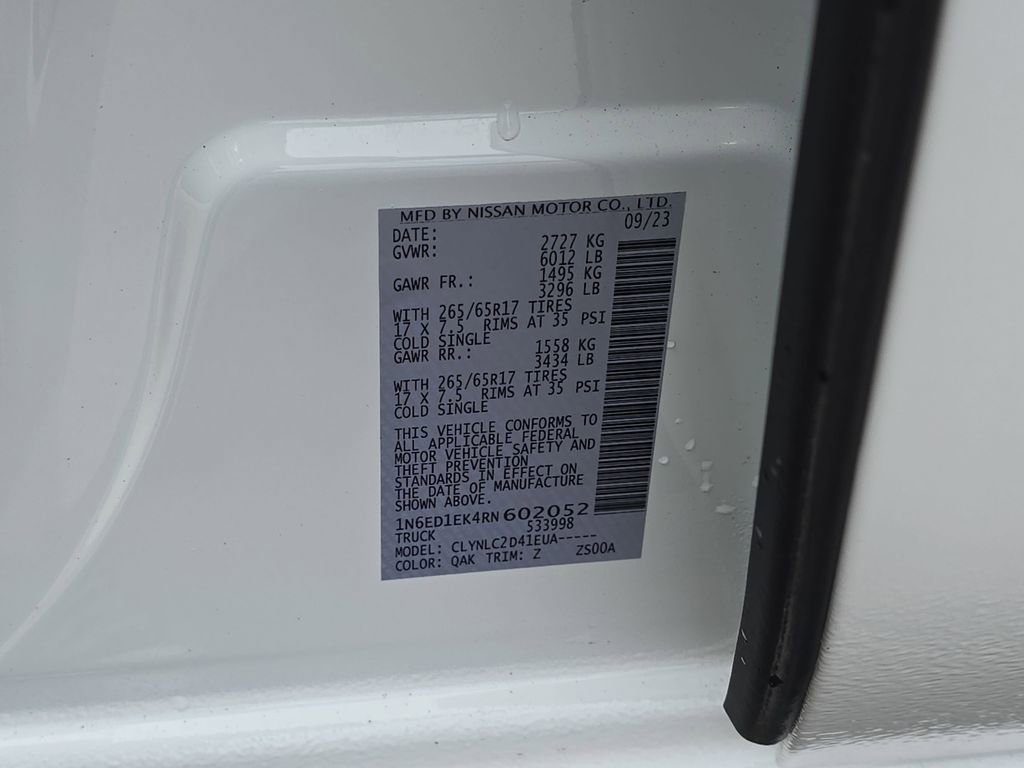 MFD BY NISSAN MOTOR CO., LTD.
DATE: 09/23
GVWR: 2727 KG
6012 LB
GAWR FR.: 1495 KG
3296 LB
WITH 265/65R17 TIRES
17 X 7.5 RIMS AT 35 PSI
COLD SINGLE
GAWR RR.: 1558 KG
3434 LB
WITH 265/65R17 TIRES
17 X 7.5 RIMS AT 35 PSI
COLD SINGLE
THIS VEHICLE CONFORMS TO
ALL APPLICABLE FEDERAL
MOTOR VEHICLE SAFETY AND
THEFT PREVENTION
STANDARDS IN EFFECT ON
THE DATE OF MANUFACTURE
SHOWN ABOVE.
1N6ED1EK4RN602052
TRUCK 533998
MODEL: CLYNLC2D41EUA-----
COLOR: QAK TRIM: Z ZS00A